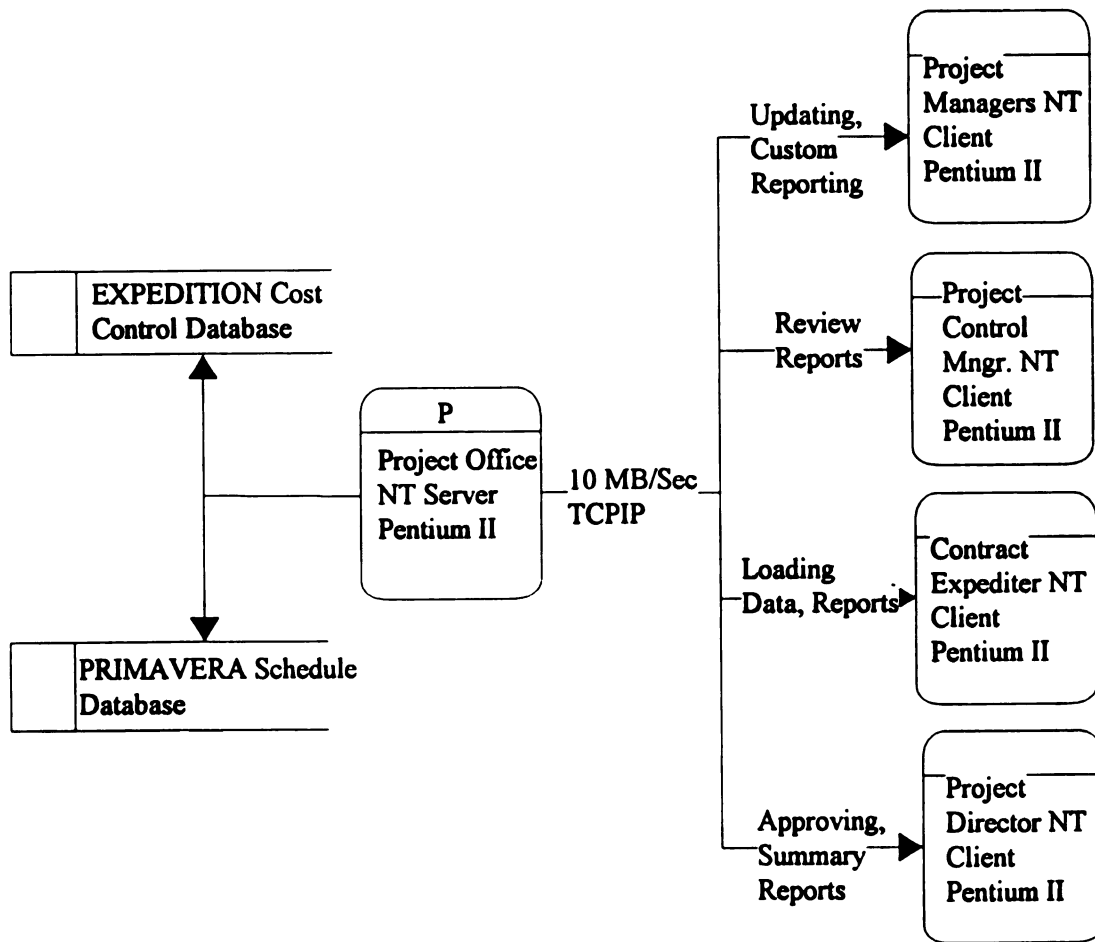 EXPEDITION Cost
Control Database
PRIMAVERA Schedule
Database
P
Project Office
NT Server
Pentium II
10 MB/Sec
TCPIP
Updating,
Custom
Reporting
Project
Managers NT
Client
Pentium II
Review
Reports
Project
Control
Mngr. NT
Client
Pentium II
Loading
Data, Reports
Contract
Expediter NT
Client
Pentium II
Approving,
Summary
Reports
Project
Director NT
Client
Pentium II